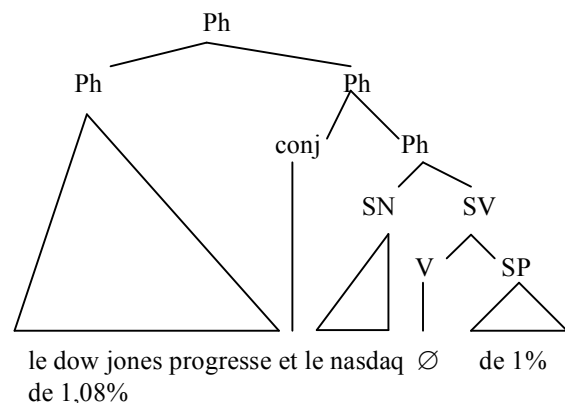 Ph
Ph Ph
conj Ph
SN SV
V SP
le dow jones progresse et le nasdaq ∅ de 1%
de 1,08%